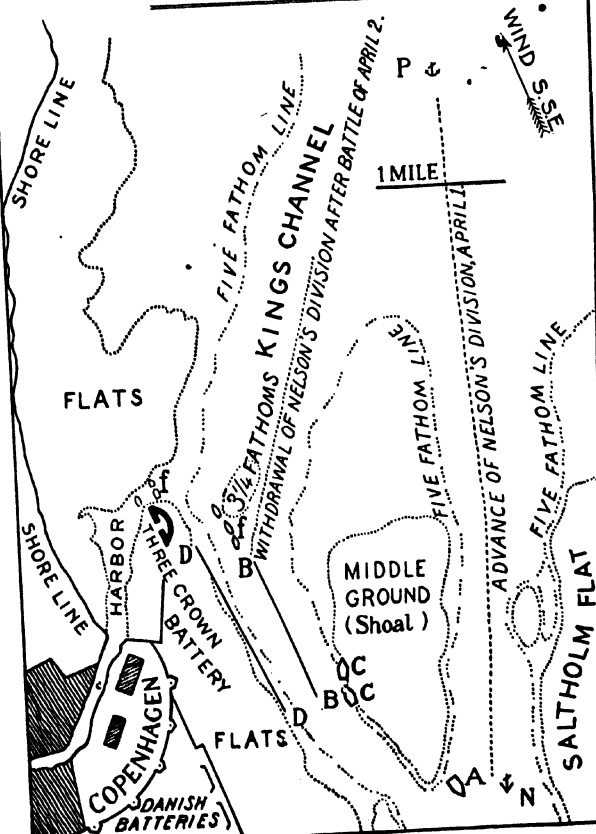 WIND S.SE
P
SHORE LINE
FIVE FATHOM LINE
KINGS CHANNEL
3¼ FATHOMS
WITHDRAWAL OF NELSON'S DIVISION AFTER BATTLE OF APRIL 2.
1 MILE
ADVANCE OF NELSON'S DIVISION, APRIL 1
FIVE FATHOM LINE
FIVE FATHOM LINE
FLATS
f
f
HARBOR
THREE CROWN
BATTERY
D
B
MIDDLE
GROUND
(Shoal)
SHORE LINE
SALTHOLM FLAT
C
B C
D
FLATS
COPENHAGEN
A
N
DANISH
BATTERIES